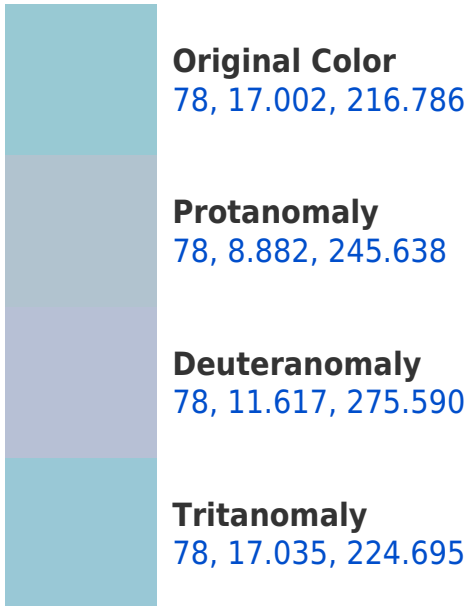 Original Color
78, 17.002, 216.786
Protanomaly
78, 8.882, 245.638
Deuteranomaly
78, 11.617, 275.590
Tritanomaly
78, 17.035, 224.695